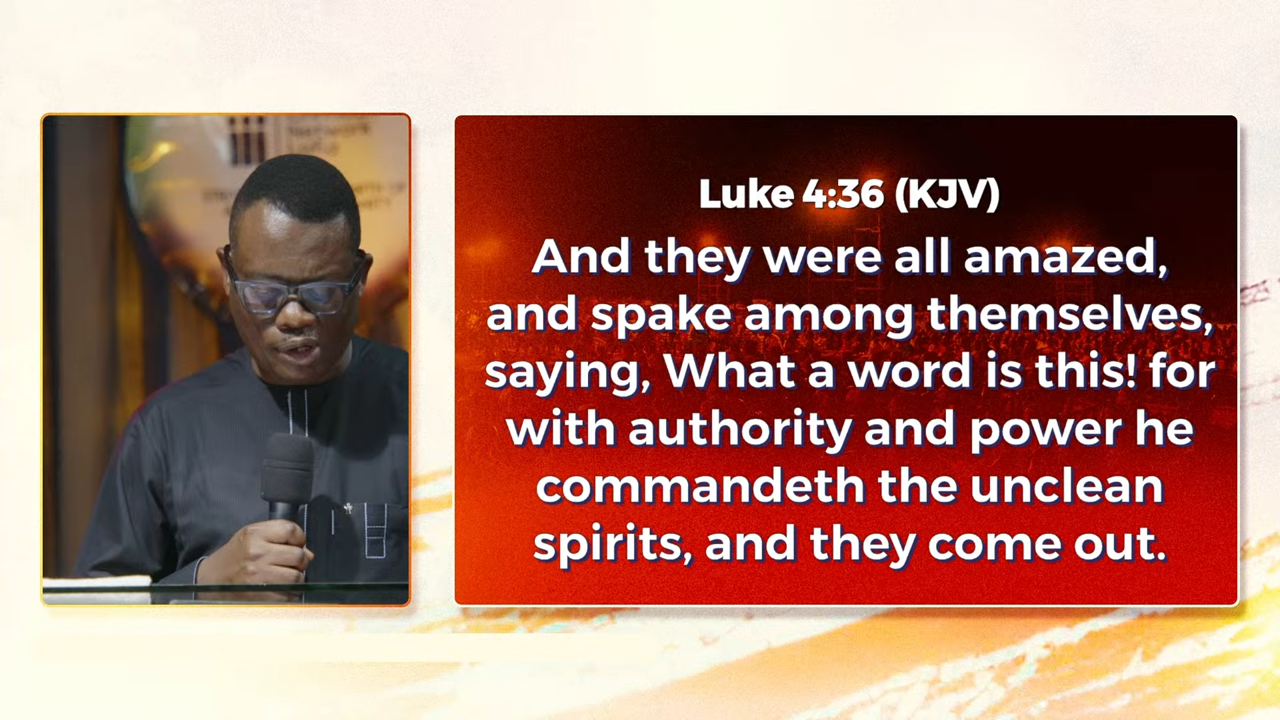 Luke 4:36 (KJV)
And they were all amazed,
and spake among themselves,
saying, What a word is this! for
with authority and power he
commandeth the unclean
spirits, and they come out.